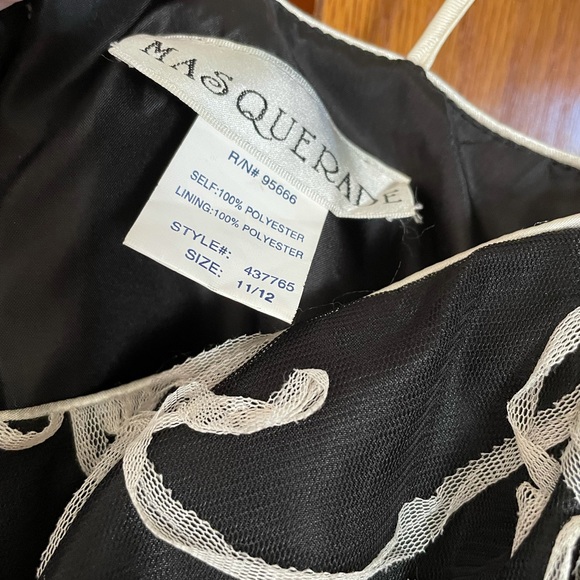 MASQUERADE
R/N# 95666
SELF:100% POLYESTER
LINING:100% POLYESTER
STYLE#: 437765
SIZE: 11/12